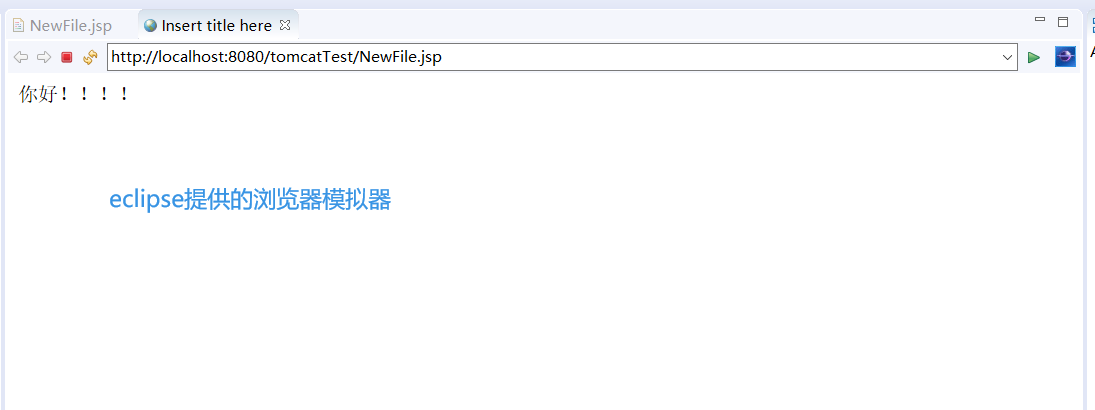 NewFile.jsp Insert title here
http://localhost:8080/tomcatTest/NewFile.jsp
你好！！！！
eclipse提供的浏览器模拟器